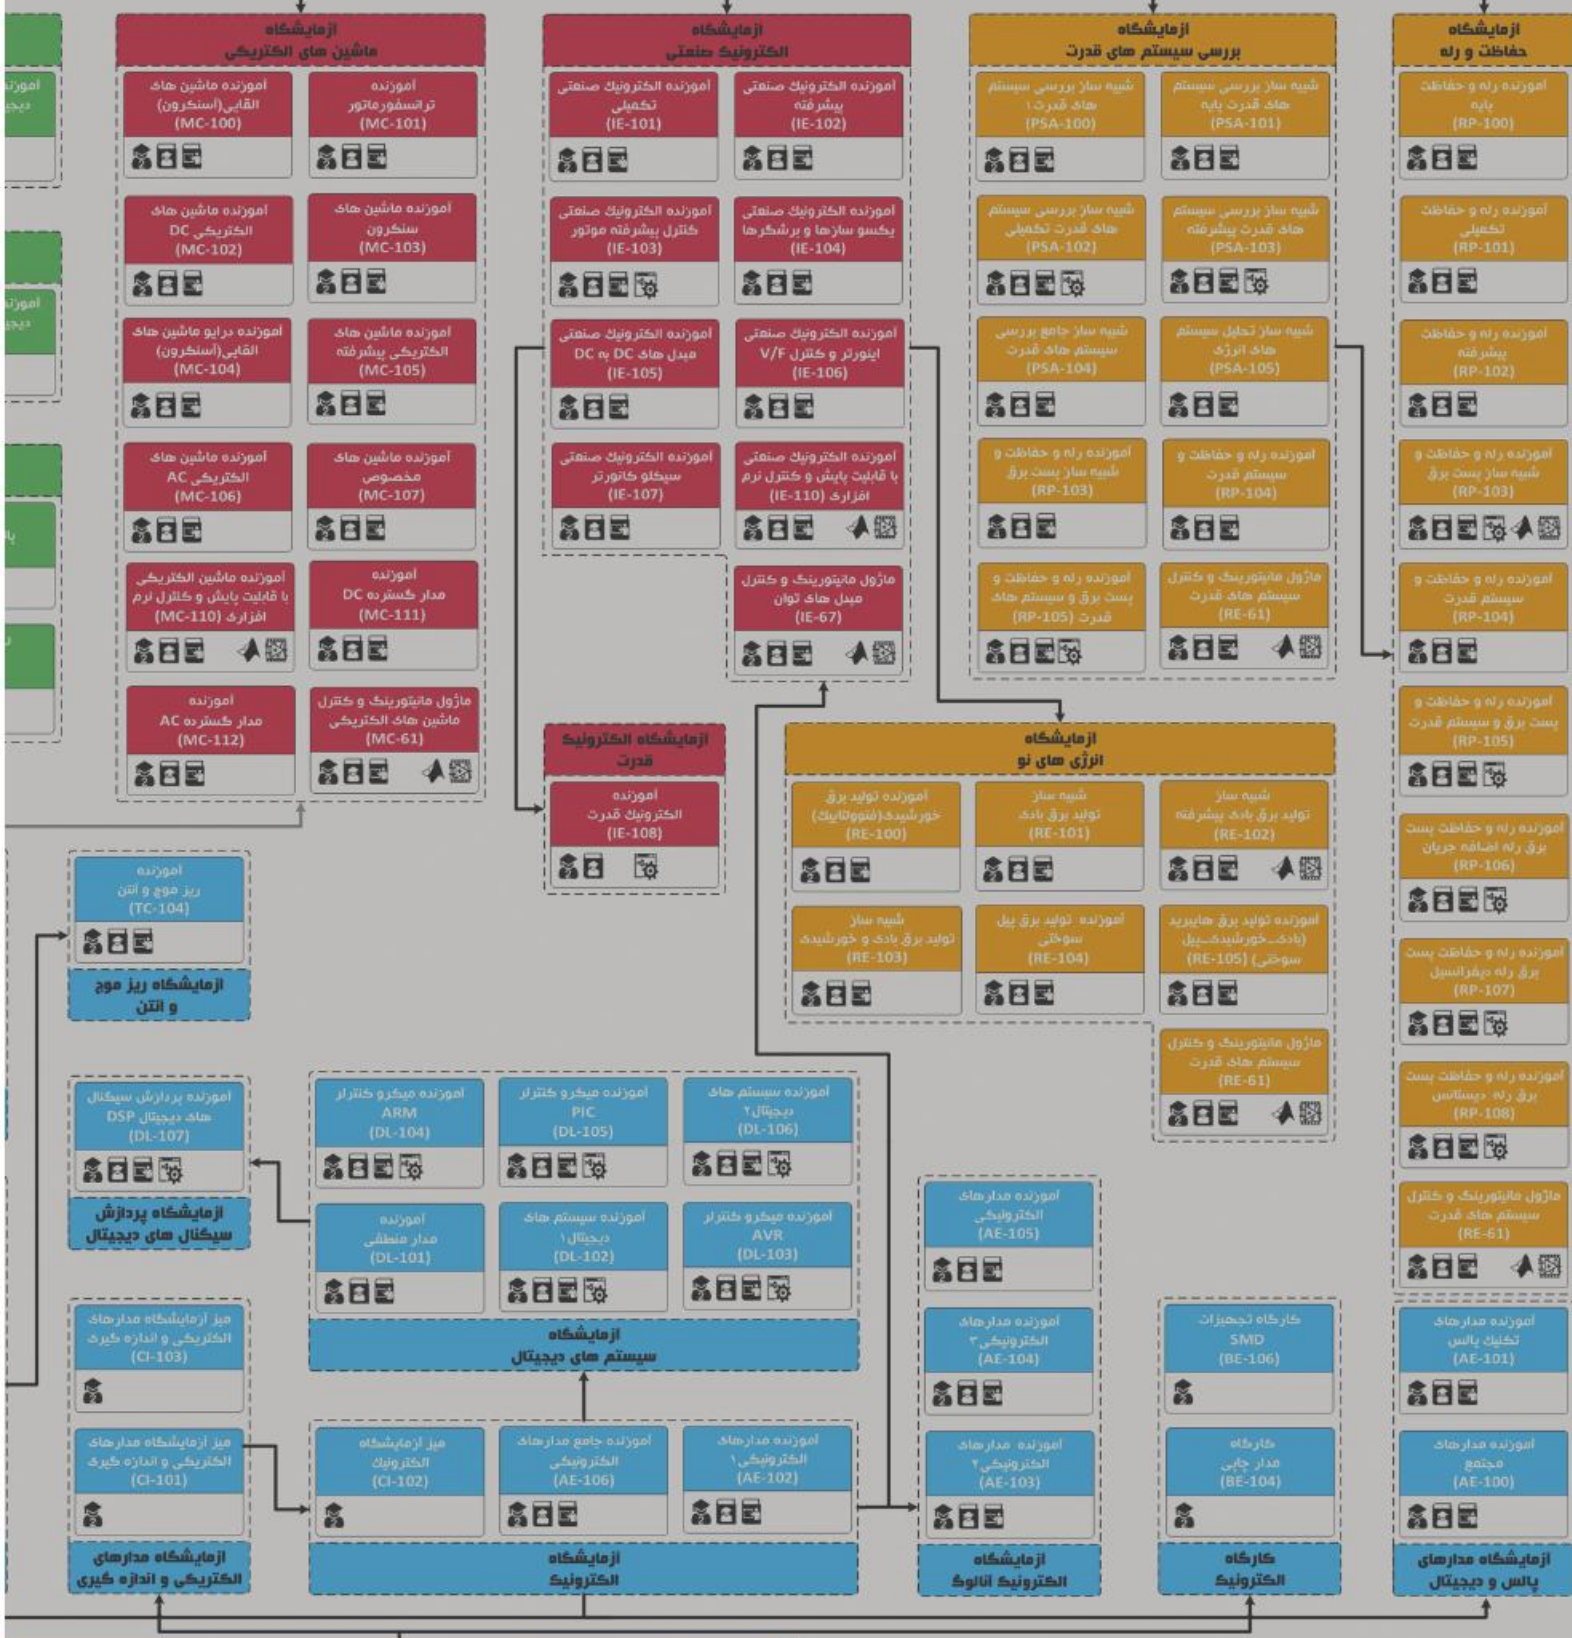 آزمایشگاه
حفاظت و رله
آموزنده رله و حفاظت
پایه
(RP-100)
آموزنده رله و حفاظت
تکمیلی
(RP-101)
آموزنده رله و حفاظت
پیشرفته
(RP-102)
آموزنده رله و حفاظت و
شبیه ساز پست برق
(RP-103)
آموزنده رله و حفاظت و
سیستم قدرت
(RP-104)
آموزنده رله و حفاظت و
پست برق و سیستم قدرت
(RP-105)
آموزنده رله و حفاظت پست
برق رله اضافه جریان
(RP-106)
آموزنده رله و حفاظت پست
برق رله دیفرانسیل
(RP-107)
آموزنده رله و حفاظت پست
برق رله دیستانس
(RP-108)
ماژول مانیتورینگ و کنترل
سیستم های قدرت
(RE-61)
آزمایشگاه
بررسی سیستم های قدرت
شبیه ساز بررسی سیستم
های قدرت پایه
(PSA-101)
شبیه ساز بررسی سیستم
های قدرت ۱
(PSA-100)
شبیه ساز بررسی سیستم
های قدرت پیشرفته
(PSA-103)
شبیه ساز بررسی سیستم
های قدرت تکمیلی
(PSA-102)
شبیه ساز تحلیل سیستم
های انرژی
(PSA-105)
شبیه ساز جامع بررسی
سیستم های قدرت
(PSA-104)
آموزنده رله و حفاظت و
سیستم قدرت
(RP-104)
آموزنده رله و حفاظت و
شبیه ساز پست برق
(RP-103)
ماژول مانیتورینگ و کنترل
سیستم های قدرت
(RE-61)
آموزنده رله و حفاظت و
پست برق و سیستم های
قدرت (RP-105)
آزمایشگاه
الکترونیک صنعتی
آموزنده الکترونیک صنعتی
پیشرفته
(IE-102)
آموزنده الکترونیک صنعتی
تکمیلی
(IE-101)
آموزنده الکترونیک صنعتی
یکسو سازها و برشگرها
(IE-104)
آموزنده الکترونیک صنعتی
کنترل پیشرفته موتور
(IE-103)
آموزنده الکترونیک صنعتی
اینورتر و کنترل V/F
(IE-106)
آموزنده الکترونیک صنعتی
مبدل های DC به DC
(IE-105)
آموزنده الکترونیک صنعتی
با قابلیت پایش و کنترل نرم
افزاری (IE-110)
آموزنده الکترونیک صنعتی
سیکلو کانورتر
(IE-107)
ماژول مانیتورینگ و کنترل
مبدل های توان
(IE-67)
آزمایشگاه
ماشین های الکتریکی
آموزنده
ترانسفورماتور
(MC-101)
آموزنده ماشین های
القایی(آسنکرون)
(MC-100)
آموزنده ماشین های
سنکرون
(MC-103)
آموزنده ماشین های
الکتریکی DC
(MC-102)
آموزنده ماشین های
الکتریکی پیشرفته
(MC-105)
آموزنده درایو ماشین های
القایی(آسنکرون)
(MC-104)
آموزنده ماشین های
مخصوص
(MC-107)
آموزنده ماشین های
الکتریکی AC
(MC-106)
آموزنده
مدار گسترده DC
(MC-111)
آموزنده ماشین الکتریکی
با قابلیت پایش و کنترل نرم
افزاری (MC-110)
ماژول مانیتورینگ و کنترل
ماشین های الکتریکی
(MC-61)
آموزنده
مدار گسترده AC
(MC-112)
آزمایشگاه
انرژی های نو
شبیه ساز
تولید برق بادی پیشرفته
(RE-102)
شبیه ساز
تولید برق بادی
(RE-101)
آموزنده تولید برق
خورشیدی(فتوولتاییک)
(RE-100)
آموزنده تولید برق هایبرید
(بادی_خورشیدی_پیل
سوختی) (RE-105)
آموزنده تولید برق پیل
سوختی
(RE-104)
شبیه ساز
تولید برق بادی و خورشیدی
(RE-103)
ماژول مانیتورینگ و کنترل
سیستم های قدرت
(RE-61)
آزمایشگاه الکترونیک
قدرت
آموزنده
الکترونیک قدرت
(IE-108)
آموزنده
ریز موج و آنتن
(TC-104)
آزمایشگاه ریز موج
و آنتن
آموزنده پردازش سیگنال
های دیجیتال DSP
(DL-107)
آزمایشگاه پردازش
سیگنال های دیجیتال
آموزنده سیستم های
دیجیتال۲
(DL-106)
آموزنده میکرو کنترلر
PIC
(DL-105)
آموزنده میکرو کنترلر
ARM
(DL-104)
آموزنده میکرو کنترلر
AVR
(DL-103)
آموزنده سیستم های
دیجیتال۱
(DL-102)
آموزنده
مدار منطقی
(DL-101)
آزمایشگاه
سیستم های دیجیتال
آموزنده مدارهای
تکنیک پالس
(AE-101)
آموزنده مدارهای
مجتمع
(AE-100)
آزمایشگاه مدارهای
پالس و دیجیتال
کارگاه تجهیزات
SMD
(BE-106)
کارگاه
مدار چاپی
(BE-104)
کارگاه
الکترونیک
آموزنده مدارهای
الکترونیکی
(AE-105)
آموزنده مدارهای
الکترونیکی۳
(AE-104)
آموزنده مدارهای
الکترونیکی۲
(AE-103)
آزمایشگاه
الکترونیک آنالوگ
آموزنده مدارهای
الکترونیکی۱
(AE-102)
آموزنده جامع مدارهای
الکترونیکی
(AE-106)
میز آزمایشگاه
الکترونیک
(CI-102)
آزمایشگاه
الکترونیک
میز آزمایشگاه مدارهای
الکتریکی و اندازه گیری
(CI-103)
میز آزمایشگاه مدارهای
الکتریکی و اندازه گیری
(CI-101)
آزمایشگاه مدارهای
الکتریکی و اندازه گیری